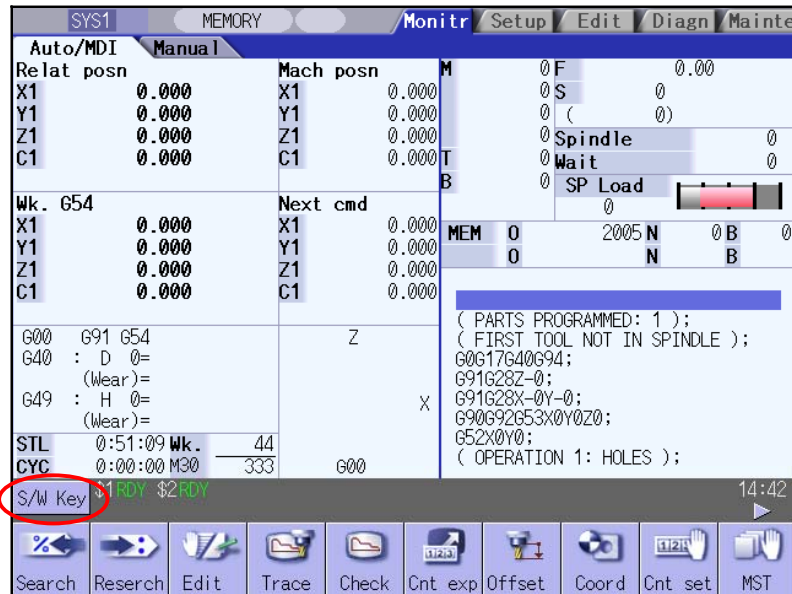 SYS1 MEMORY Monitr Setup Edit Diagn Mainte
Auto/MDI Manual
Relat posn
X1 0.000
Y1 0.000
Z1 0.000
C1 0.000
Mach posn
X1 0.000
Y1 0.000
Z1 0.000
C1 0.000
M 0
0
0
0
T 0
B 0
F 0.00
S 0
( 0)
Spindle 0
Wait 0
SP Load
0
Wk. G54
X1 0.000
Y1 0.000
Z1 0.000
C1 0.000
Next cmd
X1 0.000
Y1 0.000
Z1 0.000
C1 0.000
MEM O 2005 N 0 B 0
O N B
( PARTS PROGRAMMED: 1 );
( FIRST TOOL NOT IN SPINDLE );
G0G17G40G94;
G91G28Z-0;
G91G28X-0Y-0;
G90G92G53X0Y0Z0;
G52X0Y0;
( OPERATION 1: HOLES );
G00 G91 G54
G40 : D 0=
(Wear)=
G49 : H 0=
(Wear)=
Z
X
G00
STL 0:51:09 Wk. 44
CYC 0:00:00 M30 333
S/W Key $1RDY $2RDY 14:42
Search Reserch Edit Trace Check Cnt exp Offset Coord Cnt set MST